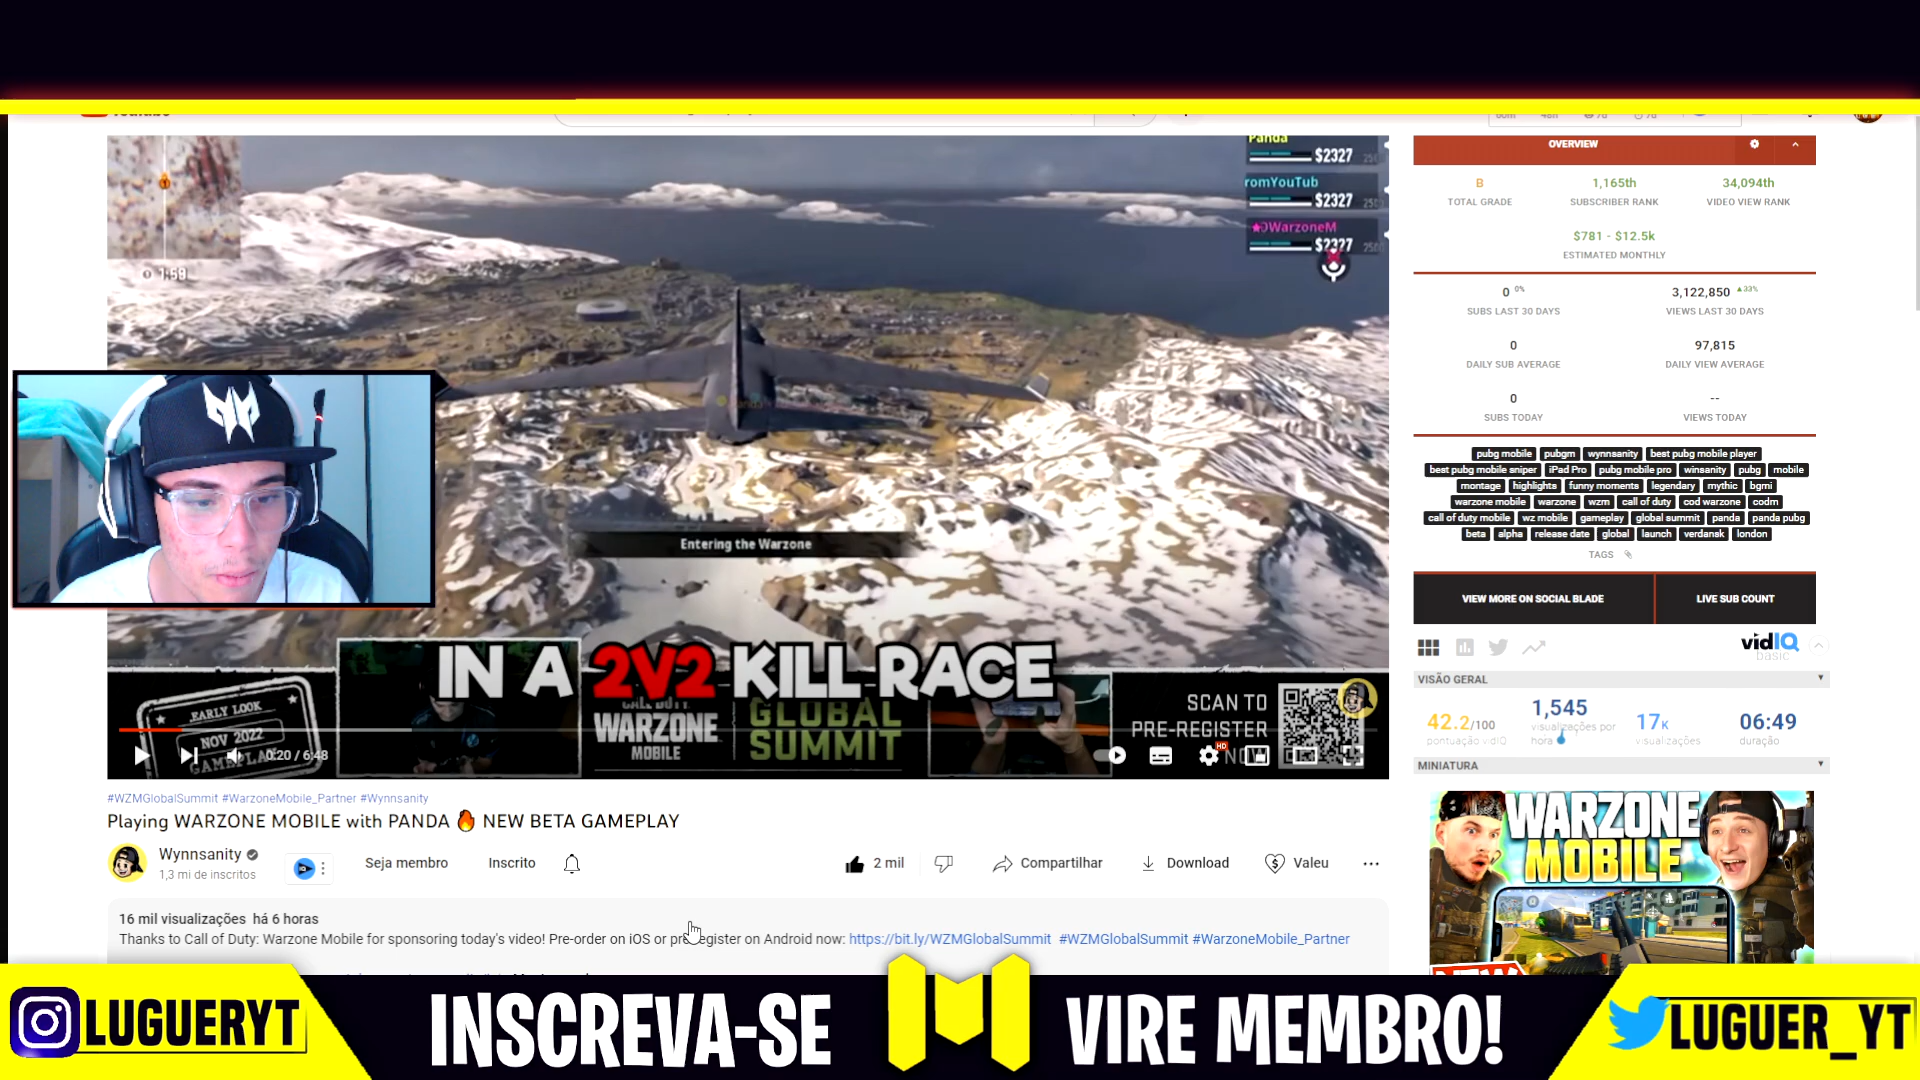 Panda
$2327
romYouTub
$2327
ƆWarzoneM
$2327
1:59
Entering the Warzone
IN A 2V2 KILL RACE
EARLY LOOK
NOV 2022
GAMEPLAY
CALL DUTY
WARZONE
MOBILE
GLOBAL
SUMMIT
SCAN TO
PRE-REGISTER
0:20 / 6:48
HD
#WZMGlobalSummit #WarzoneMobile_Partner #Wynnsanity
Playing WARZONE MOBILE with PANDA 🔥 NEW BETA GAMEPLAY
Wynnsanity
1,3 mi de inscritos
Seja membro
Inscrito
2 mil
Compartilhar
Download
Valeu
16 mil visualizações há 6 horas
Thanks to Call of Duty: Warzone Mobile for sponsoring today's video! Pre-order on iOS or pre-register on Android now: https://bit.ly/WZMGlobalSummit #WZMGlobalSummit #WarzoneMobile_Partner
OVERVIEW
B 1,165th 34,094th
TOTAL GRADE SUBSCRIBER RANK VIDEO VIEW RANK
$781 - $12.5k
ESTIMATED MONTHLY
0 0% 3,122,850 ▲33%
SUBS LAST 30 DAYS VIEWS LAST 30 DAYS
0 97,815
DAILY SUB AVERAGE DAILY VIEW AVERAGE
0 --
SUBS TODAY VIEWS TODAY
pubg mobile pubgm wynnsanity best pubg mobile player
best pubg mobile sniper iPad Pro pubg mobile pro winsanity pubg mobile
montage highlights funny moments legendary mythic bgmi
warzone mobile warzone wzm call of duty cod warzone codm
call of duty mobile wz mobile gameplay global summit panda panda pubg
beta alpha release date global launch verdansk london
TAGS
VIEW MORE ON SOCIAL BLADE LIVE SUB COUNT
vidIQ
basic
VISÃO GERAL
42.2/100 1,545 17K 06:49
pontuação vidIQ visualizações por hora visualizações duração
MINIATURA
WARZONE
MOBILE
NEW
LUGUERYT
INSCREVA-SE
VIRE MEMBRO!
LUGUER_YT